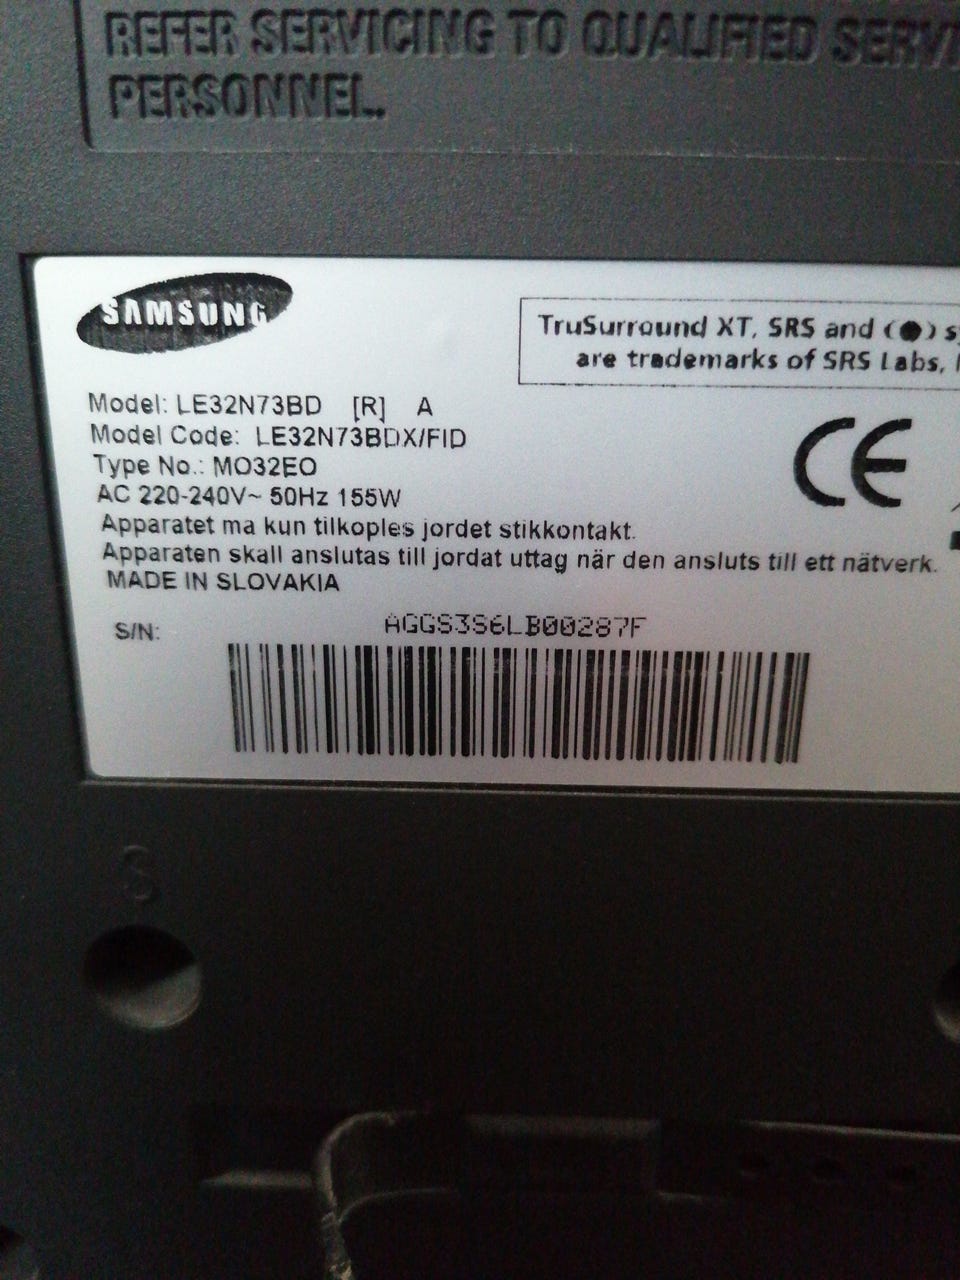 REFER SERVICING TO QUALIFIED
PERSONNEL.
SAMSUNG
TruSurround XT, SRS and (●)
are trademarks of SRS Labs,
Model: LE32N73BD [R] A
Model Code: LE32N73BDX/FID
Type No.: MO32EO
AC 220-240V~ 50Hz 155W
Apparatet ma kun tilkoples jordet stikkontakt.
Apparaten skall anslutas till jordat uttag när den ansluts till ett nätverk.
MADE IN SLOVAKIA
CE
S/N: AGGS3S6LB00287F
S